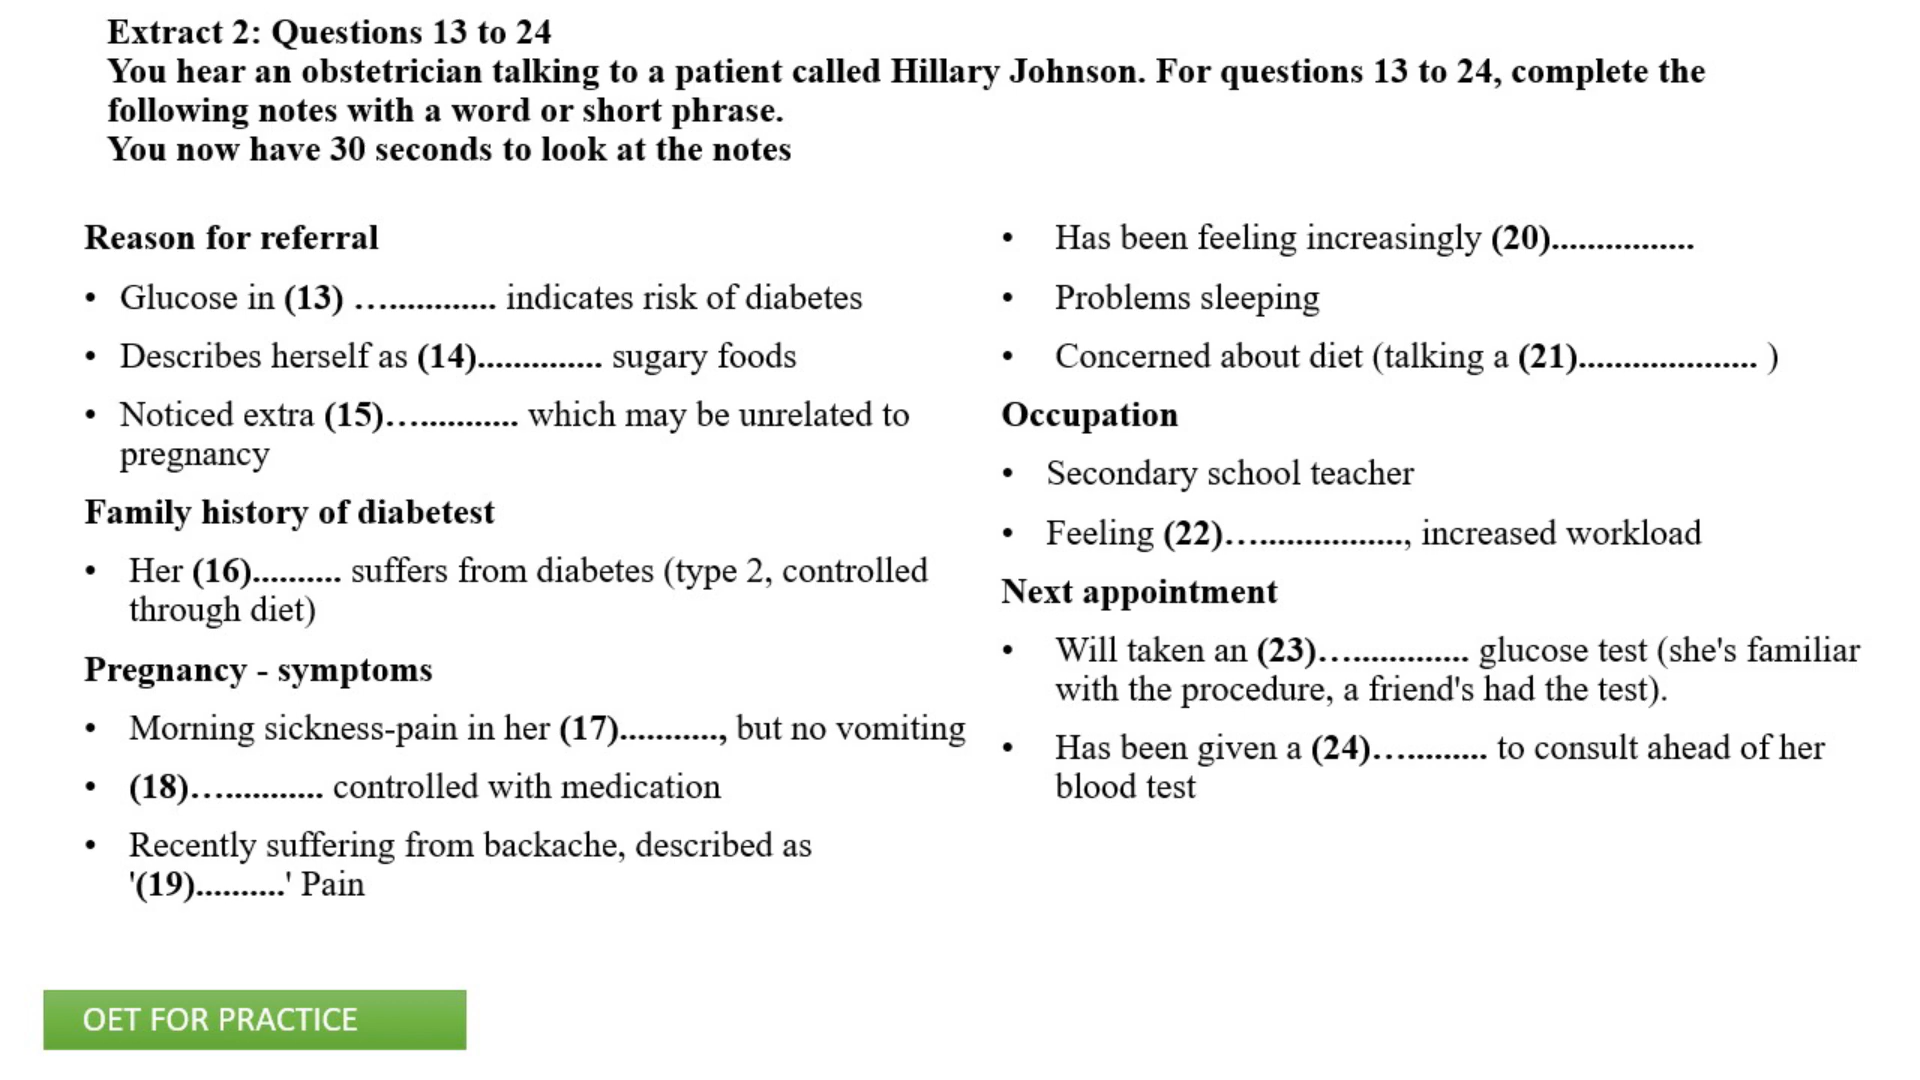 Extract 2: Questions 13 to 24
You hear an obstetrician talking to a patient called Hillary Johnson. For questions 13 to 24, complete the
following notes with a word or short phrase.
You now have 30 seconds to look at the notes
Reason for referral
• Glucose in (13) …............. indicates risk of diabetes
• Describes herself as (14).............. sugary foods
• Noticed extra (15)…........... which may be unrelated to
pregnancy
Family history of diabetest
• Her (16).......... suffers from diabetes (type 2, controlled
through diet)
Pregnancy - symptoms
• Morning sickness-pain in her (17)..........., but no vomiting
• (18)…........... controlled with medication
• Recently suffering from backache, described as
'(19)..........' Pain
• Has been feeling increasingly (20)................
• Problems sleeping
• Concerned about diet (talking a (21).................... )
Occupation
• Secondary school teacher
• Feeling (22)…................., increased workload
Next appointment
• Will taken an (23)….............. glucose test (she's familiar
with the procedure, a friend's had the test).
• Has been given a (24)…......... to consult ahead of her
blood test
OET FOR PRACTICE